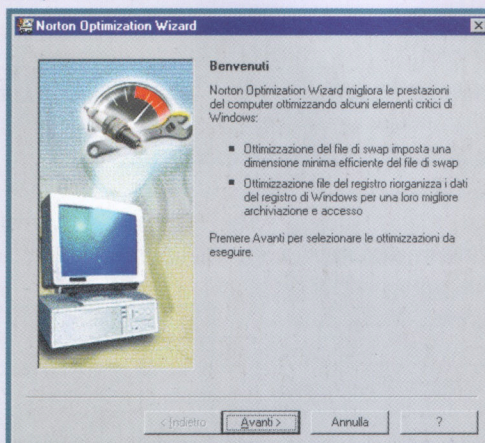 Norton Optimization Wizard
Benvenuti
Norton Optimization Wizard migliora le prestazioni
del computer ottimizzando alcuni elementi critici di
Windows:
■ Ottimizzazione del file di swap imposta una
dimensione minima efficiente del file di swap
■ Ottimizzazione file del registro riorganizza i dati
del registro di Windows per una loro migliore
archiviazione e accesso
Premere Avanti per selezionare le ottimizzazioni da
eseguire.
< Indietro
Avanti >
Annulla
?